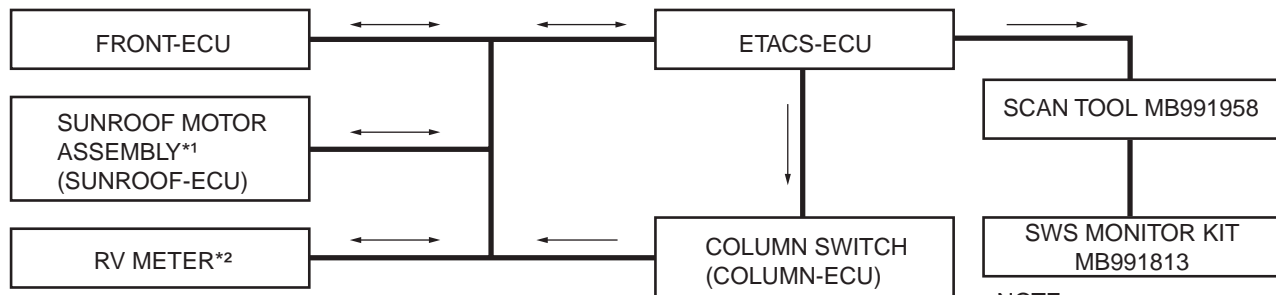 FRONT-ECU
ETACS-ECU
SUNROOF MOTOR
ASSEMBLY*1
(SUNROOF-ECU)
SCAN TOOL MB991958
RV METER*2
COLUMN SWITCH
(COLUMN-ECU)
SWS MONITOR KIT
MB991813